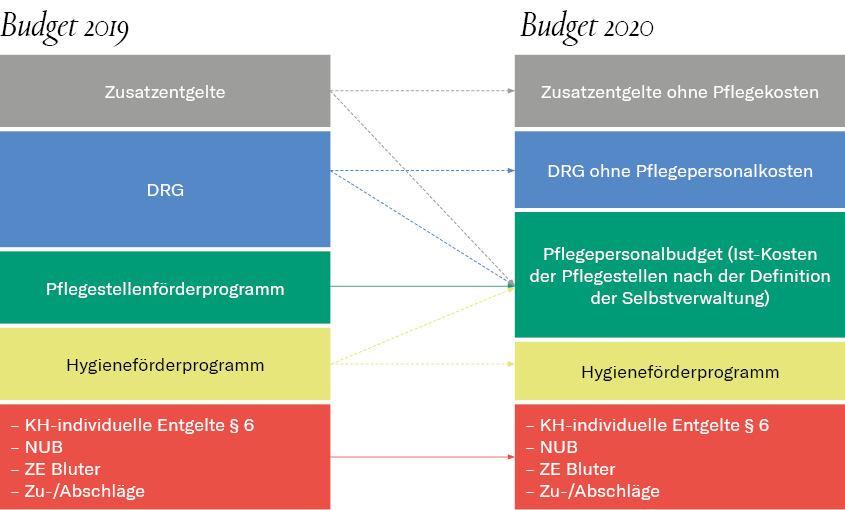 Budget 2019
Zusatzentgelte
DRG
Pflegestellenförderprogramm
Hygieneförderprogramm
– KH-individuelle Entgelte § 6
– NUB
– ZE Bluter
– Zu-/Abschläge
Budget 2020
Zusatzentgelte ohne Pflegekosten
DRG ohne Pflegepersonalkosten
Pflegepersonalbudget (Ist-Kosten
der Pflegestellen nach der Definition
der Selbstverwaltung)
Hygieneförderprogramm
– KH-individuelle Entgelte § 6
– NUB
– ZE Bluter
– Zu-/Abschläge